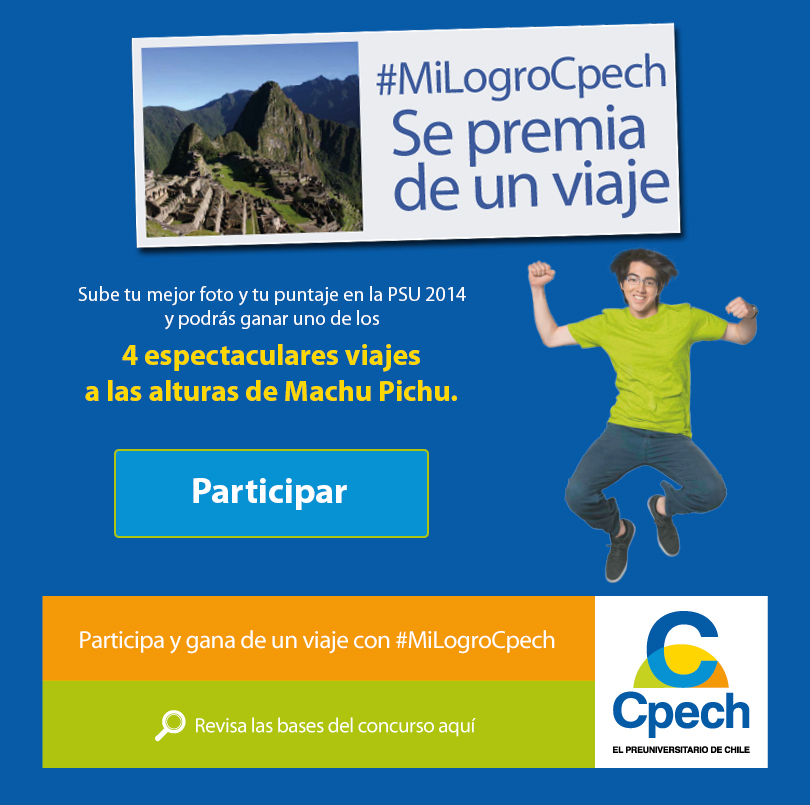 #MiLogroCpech
Se premia
de un viaje
Sube tu mejor foto y tu puntaje en la PSU 2014
y podrás ganar uno de los
4 espectaculares viajes
a las alturas de Machu Pichu.
Participar
Participa y gana de un viaje con #MiLogroCpech
Revisa las bases del concurso aquí
Cpech
EL PREUNIVERSITARIO DE CHILE